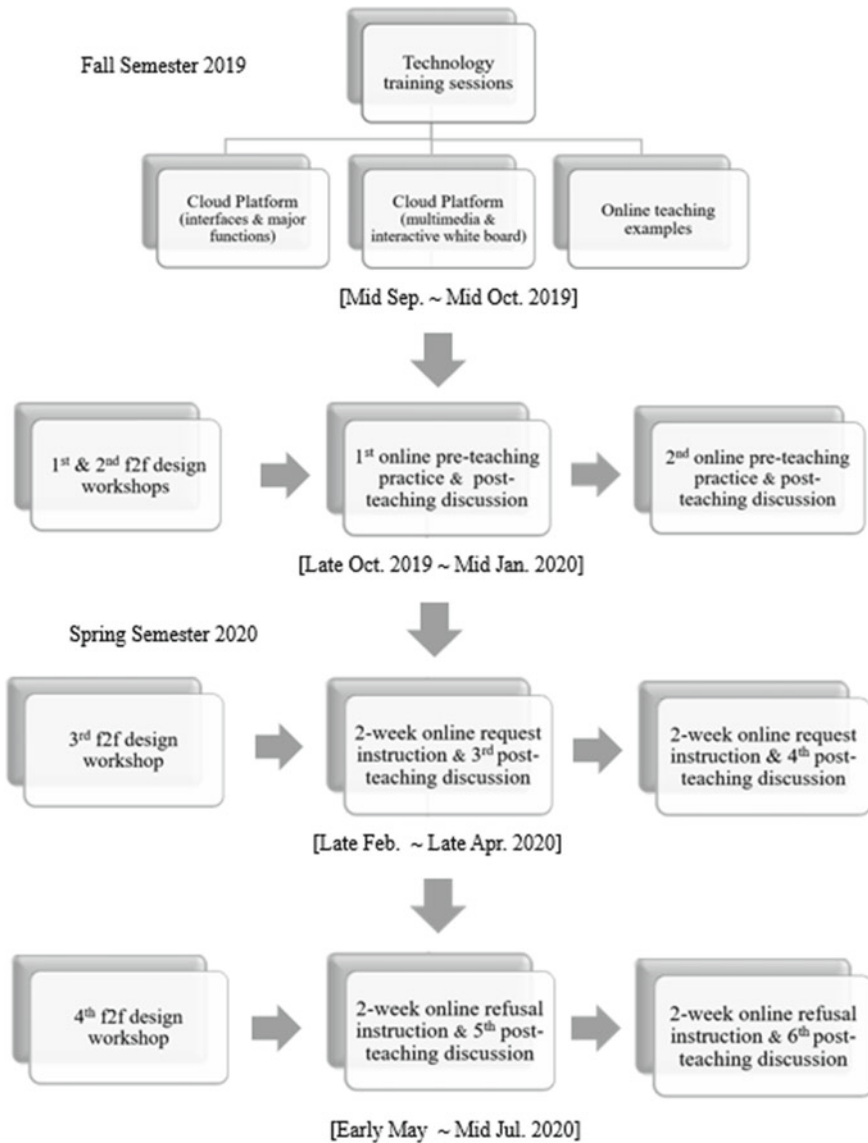 Fall Semester 2019
Technology
training sessions
Cloud Platform
(interfaces & major
functions)
Cloud Platform
(multimedia &
interactive white board)
Online teaching
examples
[Mid Sep. ~ Mid Oct. 2019]
1st & 2nd f2f design
workshops
1st online pre-teaching
practice & post-
teaching discussion
2nd online pre-teaching
practice & post-teaching
discussion
[Late Oct. 2019 ~ Mid Jan. 2020]
Spring Semester 2020
3rd f2f design
workshop
2-week online request
instruction & 3rd post-
teaching discussion
2-week online request
instruction & 4th post-
teaching discussion
[Late Feb. ~ Late Apr. 2020]
4th f2f design
workshop
2-week online refusal
instruction & 5th post-
teaching discussion
2-week online refusal
instruction & 6th post-
teaching discussion
[Early May ~ Mid Jul. 2020]